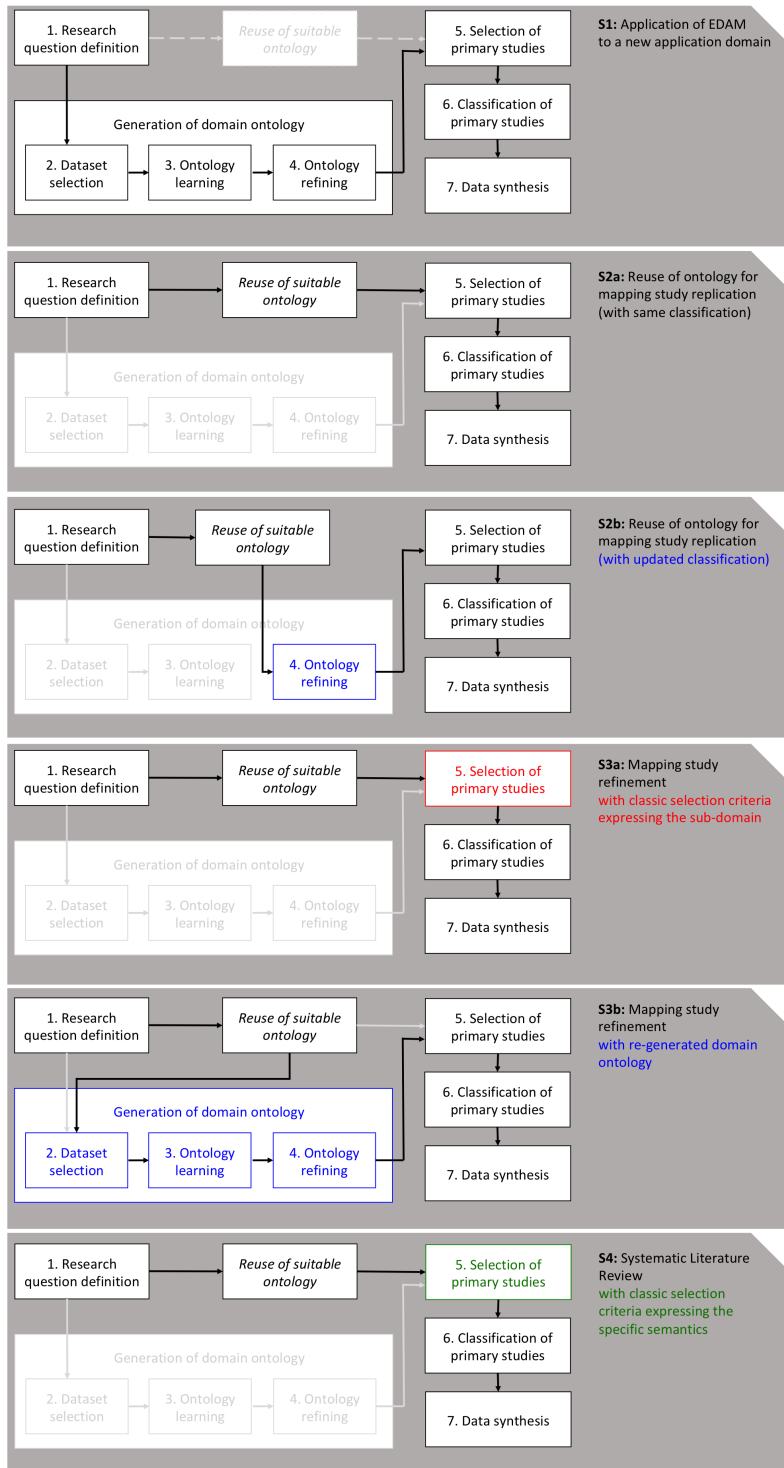 1. Research
question definition
Reuse of suitable
ontology
5. Selection of
primary studies
S1: Application of EDAM
to a new application domain
Generation of domain ontology
2. Dataset
selection
3. Ontology
learning
4. Ontology
refining
6. Classification of
primary studies
7. Data synthesis
1. Research
question definition
Reuse of suitable
ontology
5. Selection of
primary studies
S2a: Reuse of ontology for
mapping study replication
(with same classification)
Generation of domain ontology
2. Dataset
selection
3. Ontology
learning
4. Ontology
refining
6. Classification of
primary studies
7. Data synthesis
1. Research
question definition
Reuse of suitable
ontology
5. Selection of
primary studies
S2b: Reuse of ontology for
mapping study replication
(with updated classification)
Generation of domain ontology
2. Dataset
selection
3. Ontology
learning
4. Ontology
refining
6. Classification of
primary studies
7. Data synthesis
1. Research
question definition
Reuse of suitable
ontology
5. Selection of
primary studies
S3a: Mapping study
refinement
with classic selection criteria
expressing the sub-domain
Generation of domain ontology
2. Dataset
selection
3. Ontology
learning
4. Ontology
refining
6. Classification of
primary studies
7. Data synthesis
1. Research
question definition
Reuse of suitable
ontology
5. Selection of
primary studies
S3b: Mapping study
refinement
with re-generated domain
ontology
Generation of domain ontology
2. Dataset
selection
3. Ontology
learning
4. Ontology
refining
6. Classification of
primary studies
7. Data synthesis
1. Research
question definition
Reuse of suitable
ontology
5. Selection of
primary studies
S4: Systematic Literature
Review
with classic selection
criteria expressing the
specific semantics
Generation of domain ontology
2. Dataset
selection
3. Ontology
learning
4. Ontology
refining
6. Classification of
primary studies
7. Data synthesis